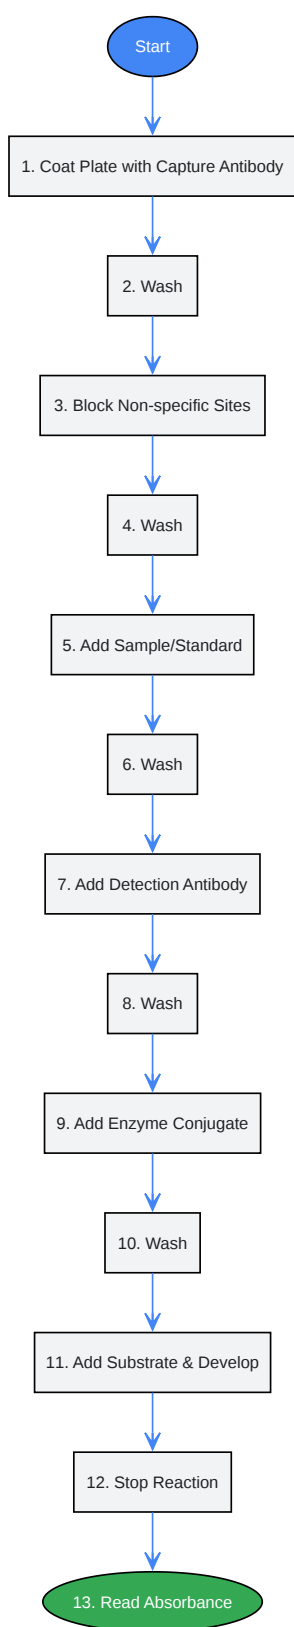 Start
1. Coat Plate with Capture Antibody
2. Wash
3. Block Non-specific Sites
4. Wash
5. Add Sample/Standard
6. Wash
7. Add Detection Antibody
8. Wash
9. Add Enzyme Conjugate
10. Wash
11. Add Substrate & Develop
12. Stop Reaction
13. Read Absorbance